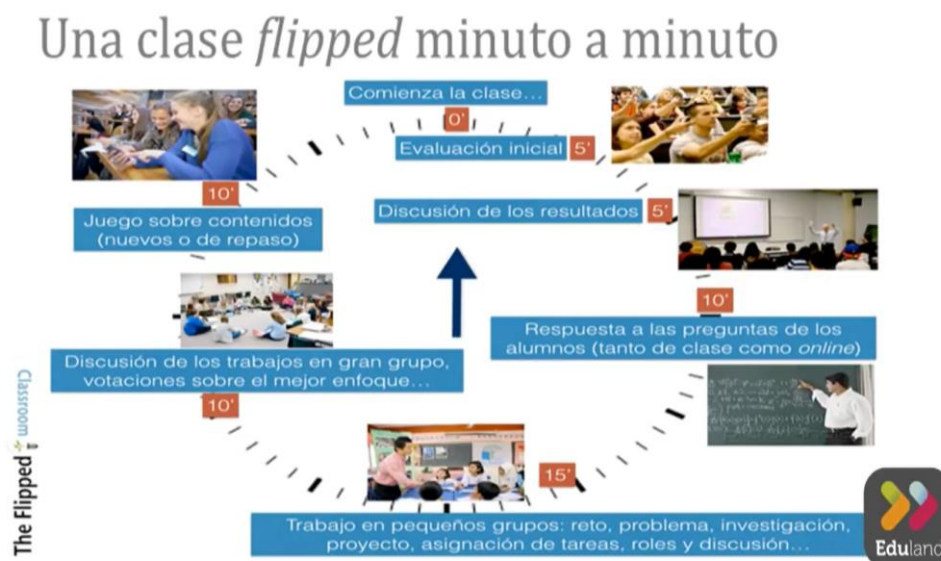 Una clase flipped minuto a minuto
Comienza la clase...
0'
Evaluación inicial
5'
Discusión de los resultados
5'
10'
Respuesta a las preguntas de los
alumnos (tanto de clase como online)
15'
Trabajo en pequeños grupos: reto, problema, investigación,
proyecto, asignación de tareas, roles y discusión...
10'
Discusión de los trabajos en gran grupo,
votaciones sobre el mejor enfoque...
10'
Juego sobre contenidos
(nuevos o de repaso)
The Flipped Classroom
Eduland